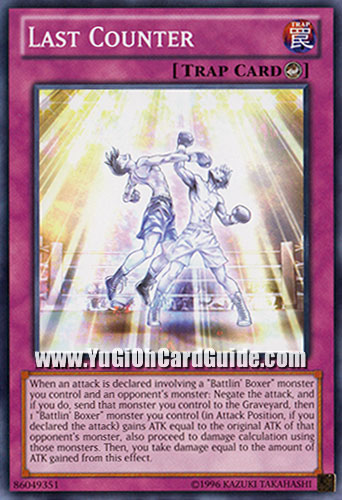 LAST COUNTER
TRAP
罠
[TRAP CARD]
www.YuGiOhCardGuide.com
When an attack is declared involving a "Battlin' Boxer" monster
you control and an opponent's monster: Negate the attack, and
if you do, send that monster you control to the Graveyard, then
1 "Battlin' Boxer" monster you control (in Attack Position, if you
declared the attack) gains ATK equal to the original ATK of that
opponent's monster, also proceed to damage calculation using
those monsters. Then, you take damage equal to the amount of
ATK gained from this effect.
86049351
©1996 KAZUKI TAKAHASHI